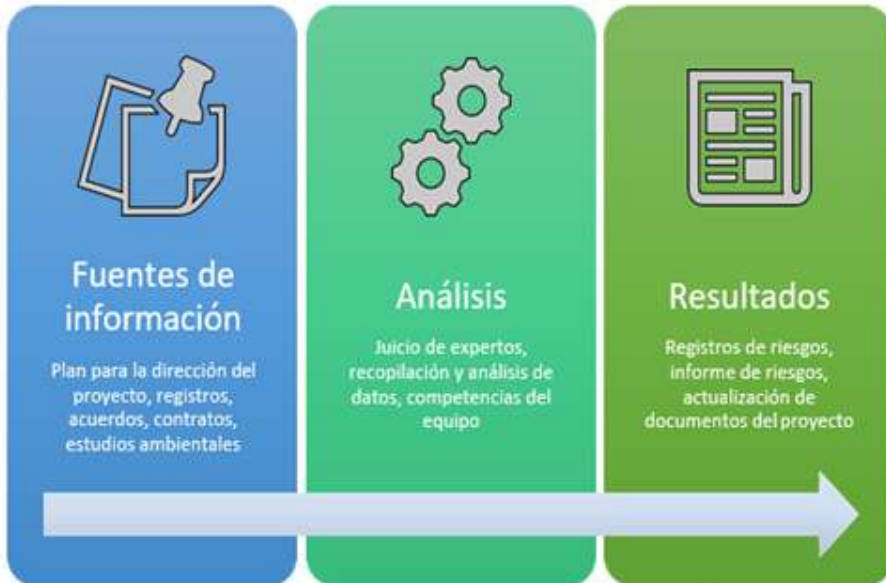 Fuentes de
información
Plan para la dirección del
proyecto, registros,
acuerdos, contratos,
estudios ambientales
Análisis
Juicio de expertos,
recopilación y análisis de
datos, competencias del
equipo
Resultados
Registros de riesgos,
informe de riesgos,
actualización de
documentos del proyecto